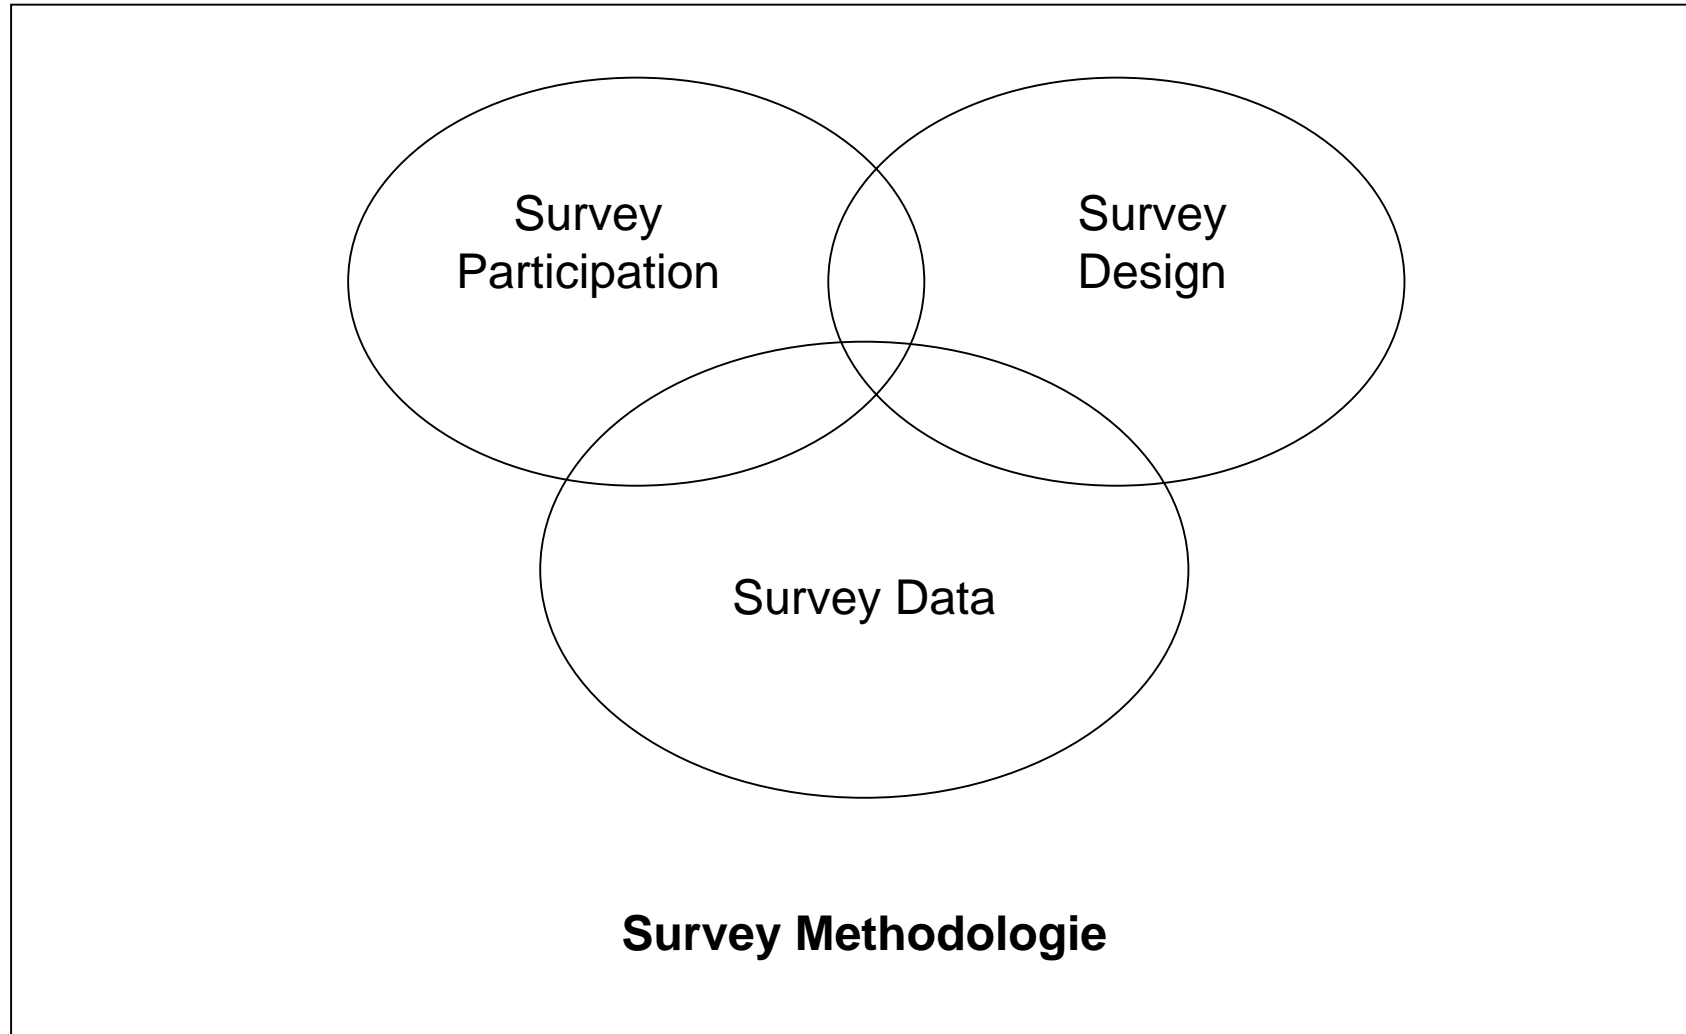 Survey
Participation
Survey
Design
Survey Data
Survey Methodologie